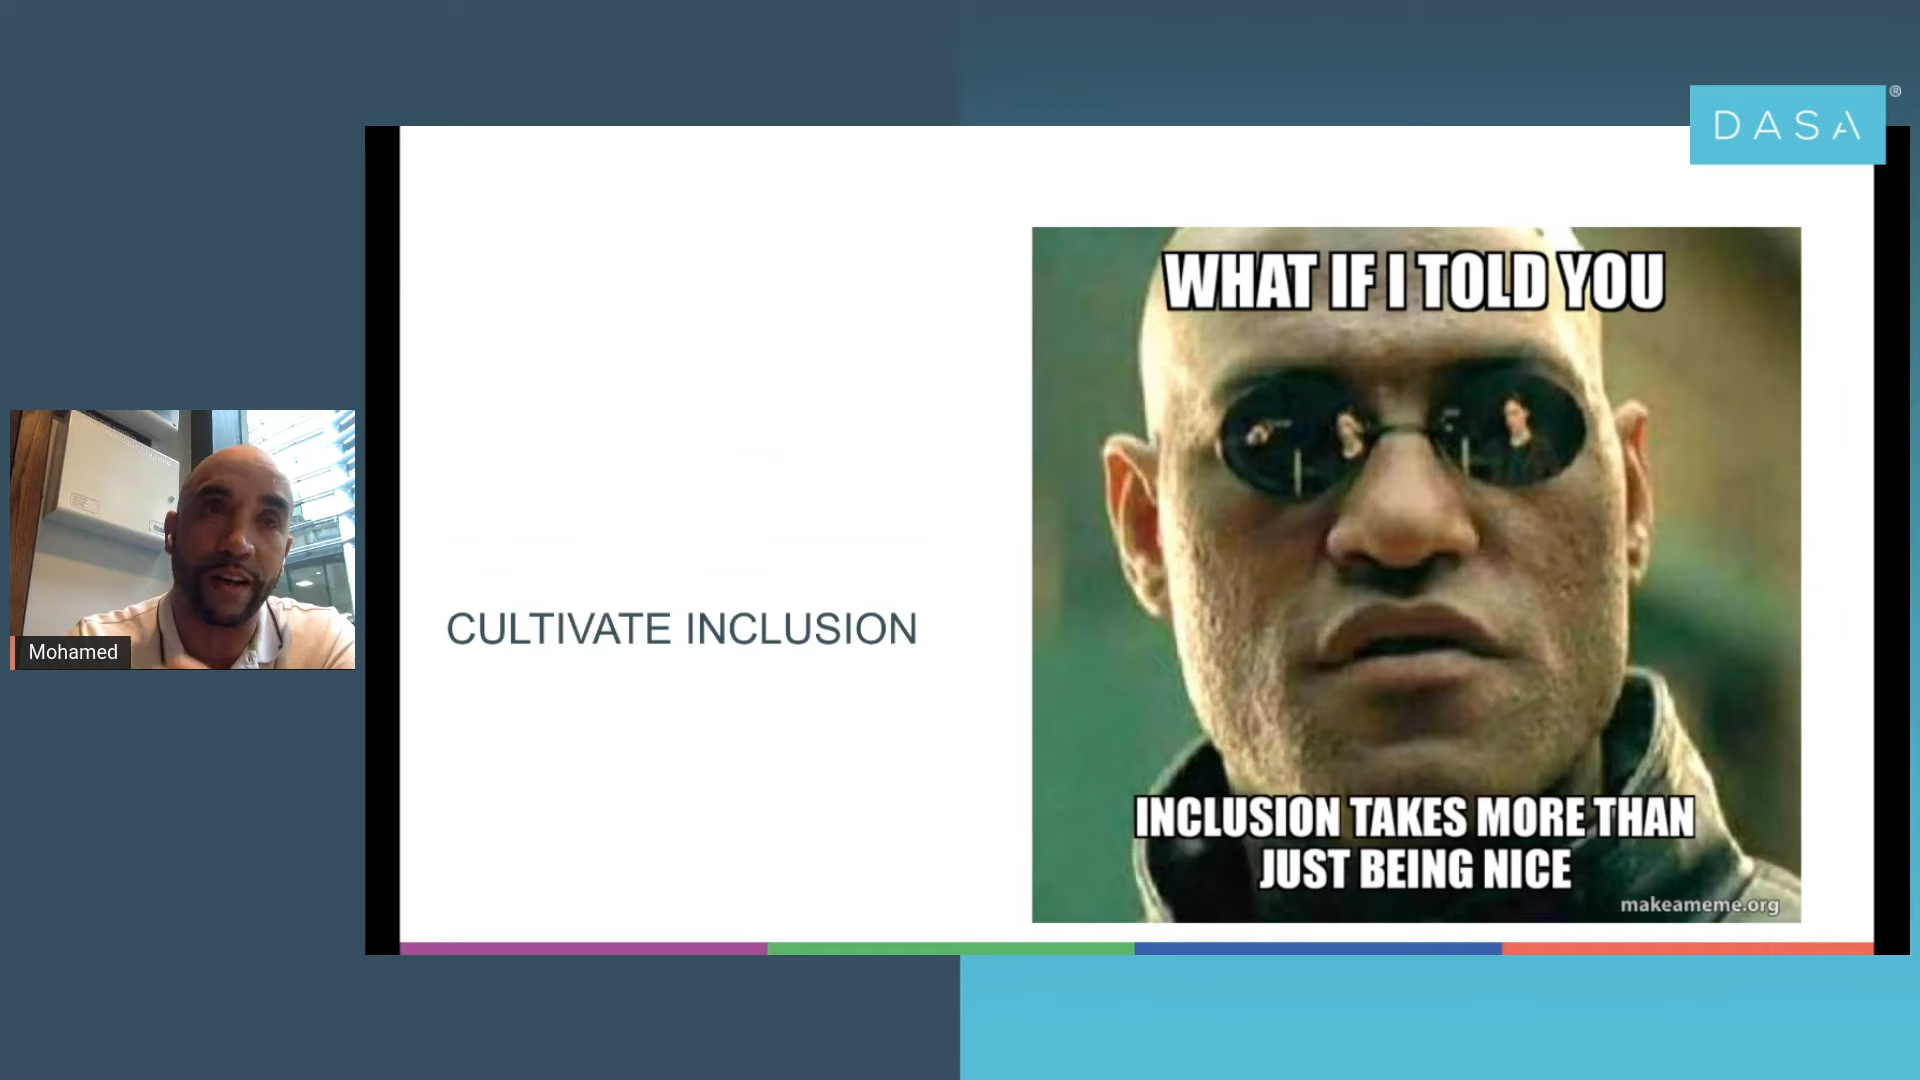 DASA®
WHAT IF I TOLD YOU
CULTIVATE INCLUSION
Mohamed
INCLUSION TAKES MORE THAN
JUST BEING NICE
makeameme.org